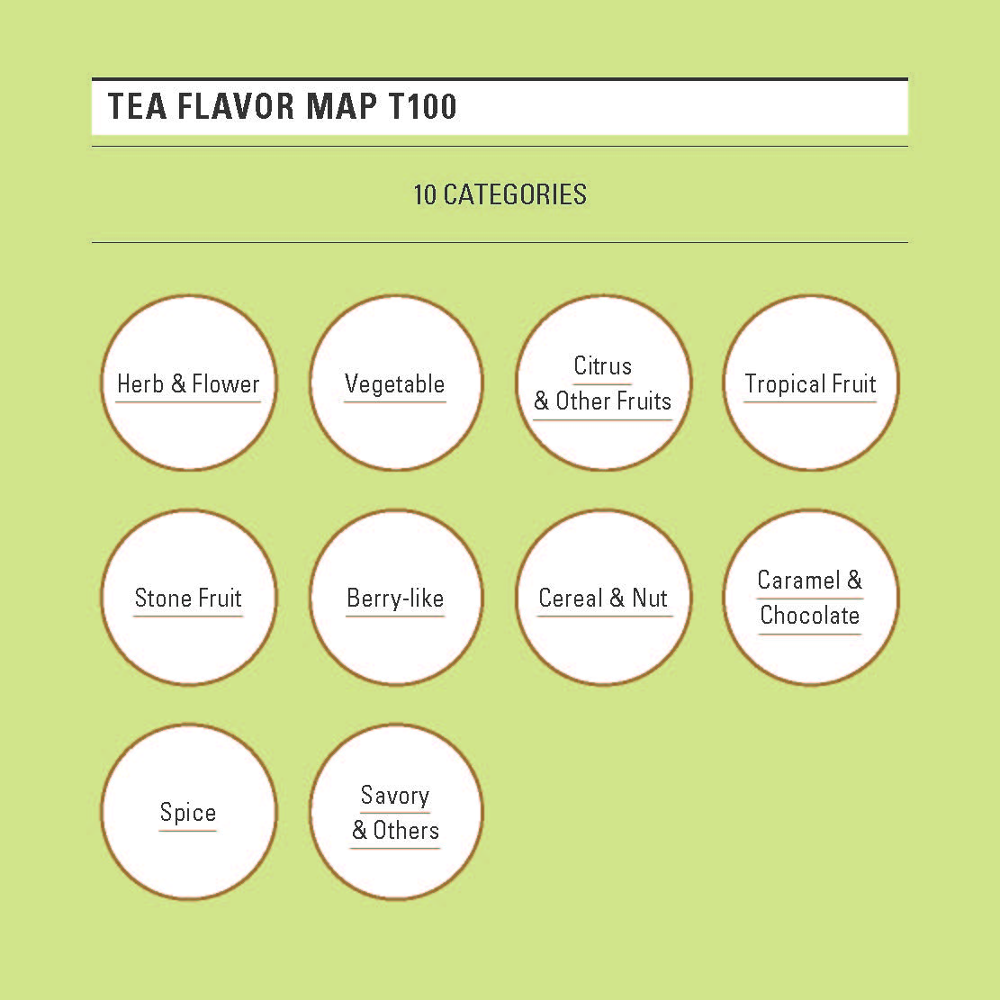 TEA FLAVOR MAP T100
10 CATEGORIES
Herb & Flower
Vegetable
Citrus
& Other Fruits
Tropical Fruit
Stone Fruit
Berry-like
Cereal & Nut
Caramel &
Chocolate
Spice
Savory
& Others